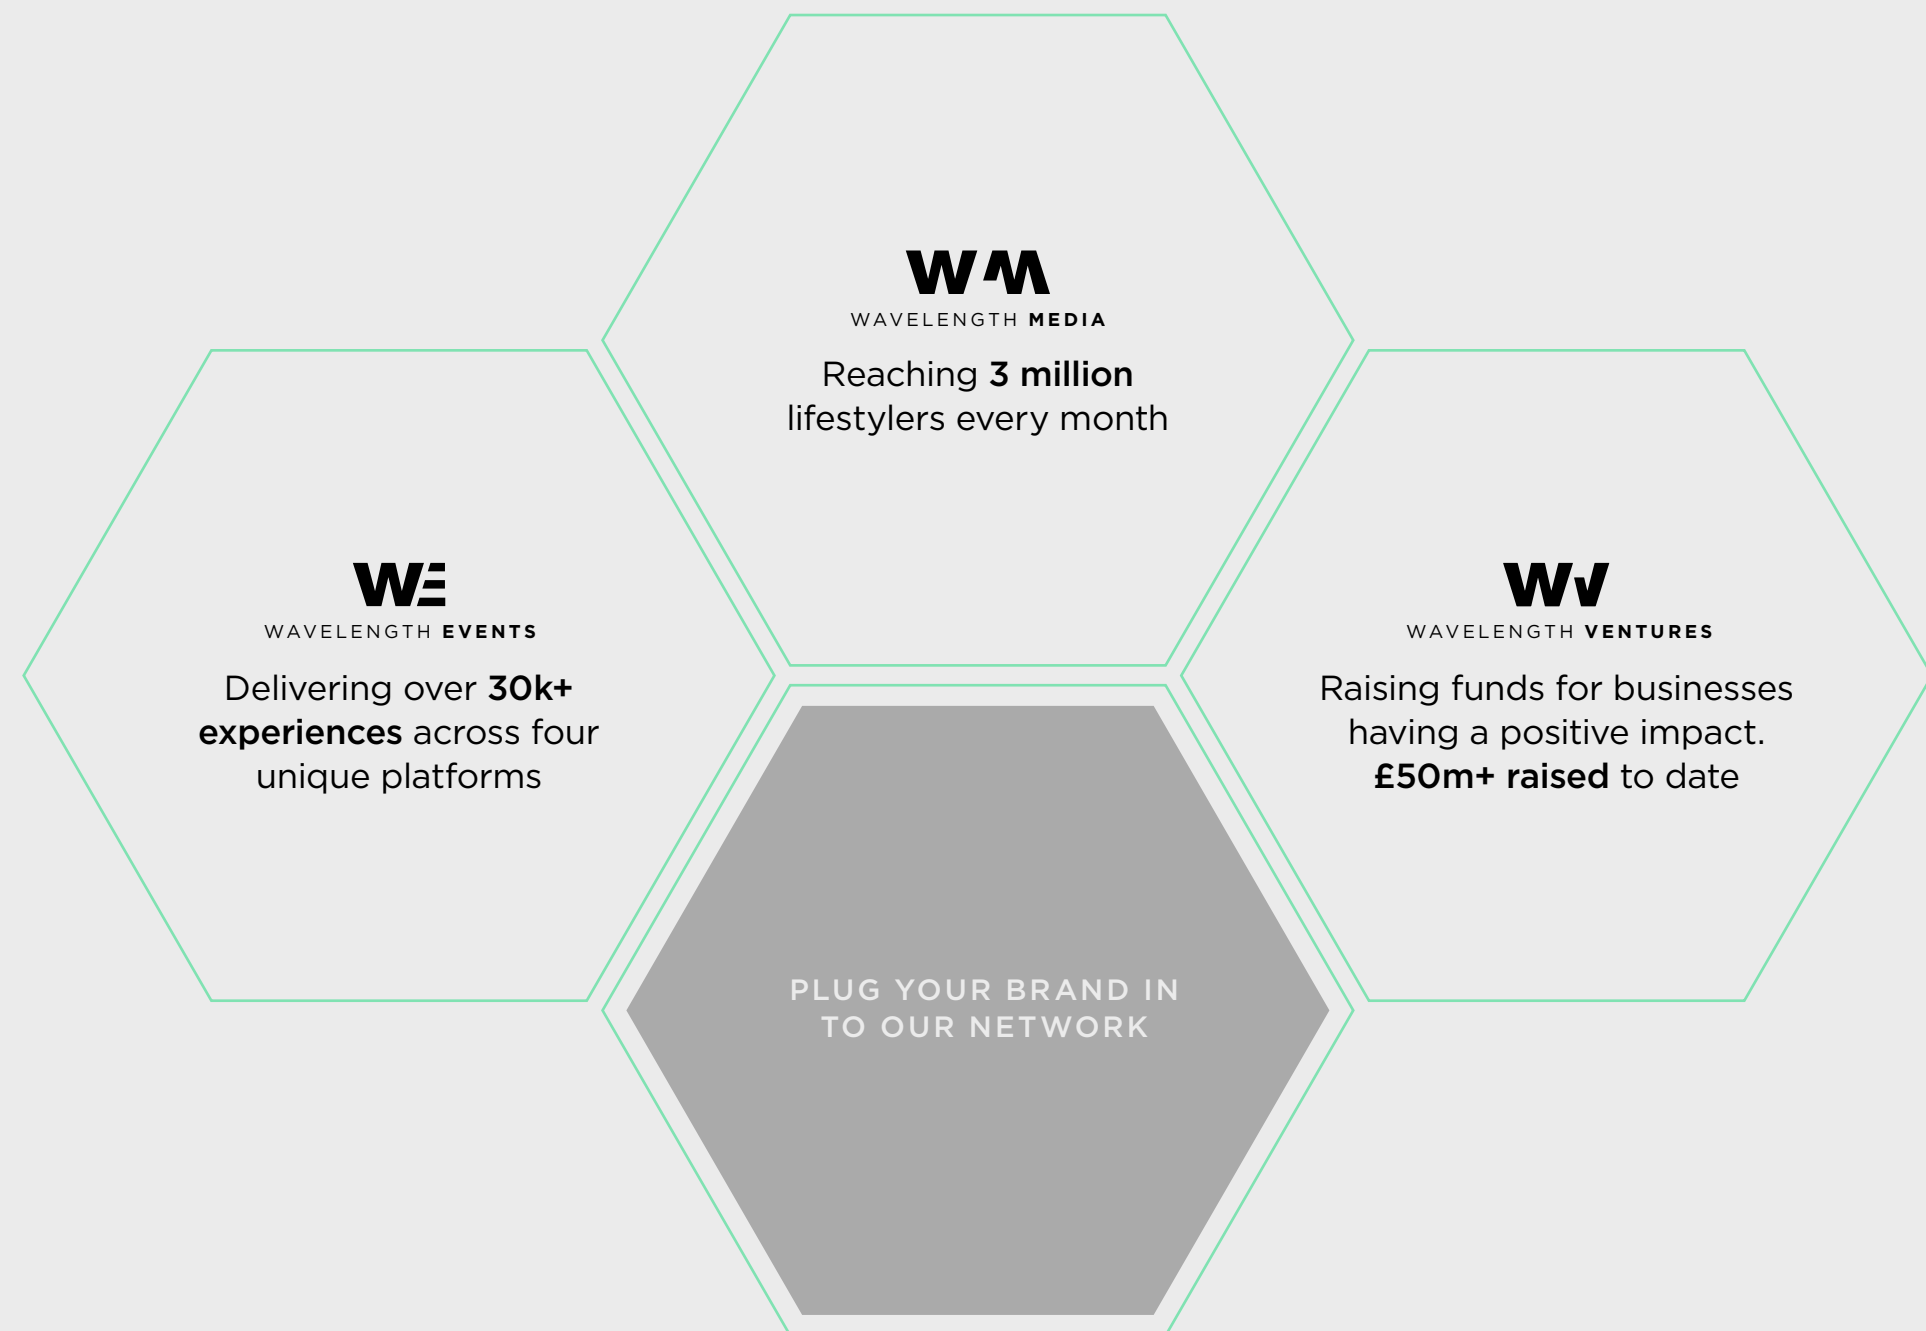 WM
WAVELENGTH MEDIA
Reaching 3 million
lifestylers every month
WE
WAVELENGTH EVENTS
Delivering over 30k+
experiences across four
unique platforms
WV
WAVELENGTH VENTURES
Raising funds for businesses
having a positive impact.
£50m+ raised to date
PLUG YOUR BRAND IN
TO OUR NETWORK